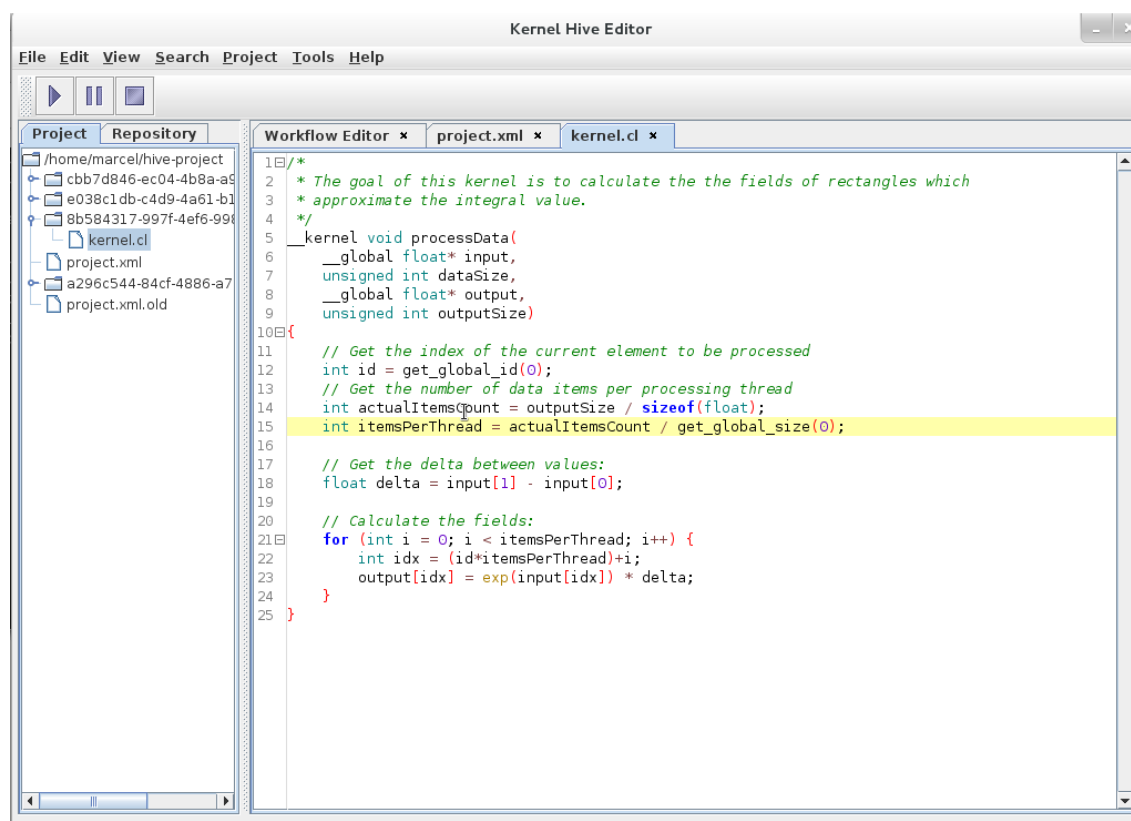 Kernel Hive Editor
File Edit View Search Project Tools Help
Project Repository
/home/marcel/hive-project
cbb7d846-ec04-4b8a-a9
e038c1db-c4d9-4a61-b1
8b584317-997f-4ef6-998
kernel.cl
project.xml
a296c544-84cf-4886-a7
project.xml.old
Workflow Editor × project.xml × kernel.cl ×
1 /*
2  * The goal of this kernel is to calculate the the fields of rectangles which
3  * approximate the integral value.
4  */
5 __kernel void processData(
6     __global float* input,
7     unsigned int dataSize,
8     __global float* output,
9     unsigned int outputSize)
10 {
11     // Get the index of the current element to be processed
12     int id = get_global_id(0);
13     // Get the number of data items per processing thread
14     int actualItemsCount = outputSize / sizeof(float);
15     int itemsPerThread = actualItemsCount / get_global_size(0);
16
17     // Get the delta between values:
18     float delta = input[1] - input[0];
19
20     // Calculate the fields:
21     for (int i = 0; i < itemsPerThread; i++) {
22         int idx = (id*itemsPerThread)+i;
23         output[idx] = exp(input[idx]) * delta;
24     }
25 }